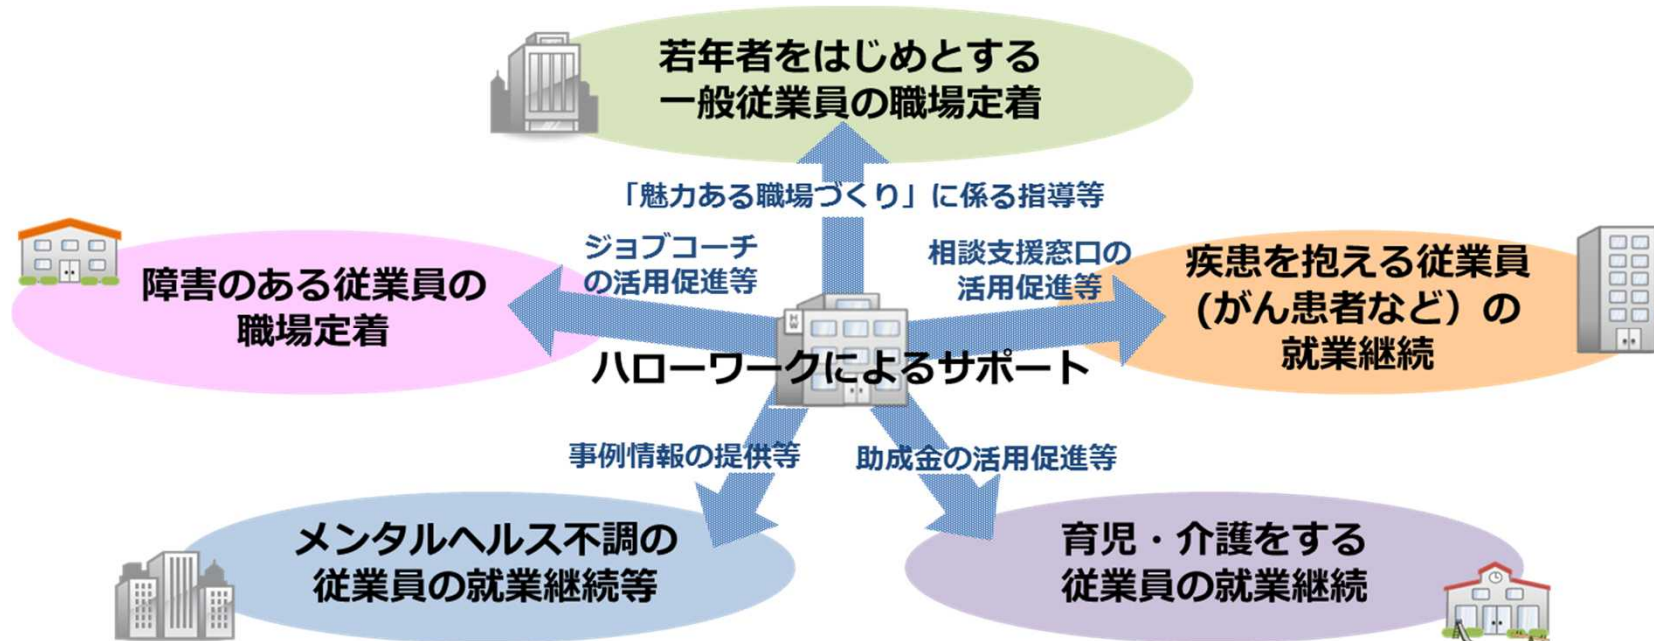 若年者をはじめとする
一般従業員の職場定着
「魅力ある職場づくり」に係る指導等
ジョブコーチ
の活用促進等
相談支援窓口の
活用促進等
障害のある従業員の
職場定着
疾患を抱える従業員
(がん患者など）の
就業継続
HW
ハローワークによるサポート
事例情報の提供等
助成金の活用促進等
メンタルヘルス不調の
従業員の就業継続等
育児・介護をする
従業員の就業継続